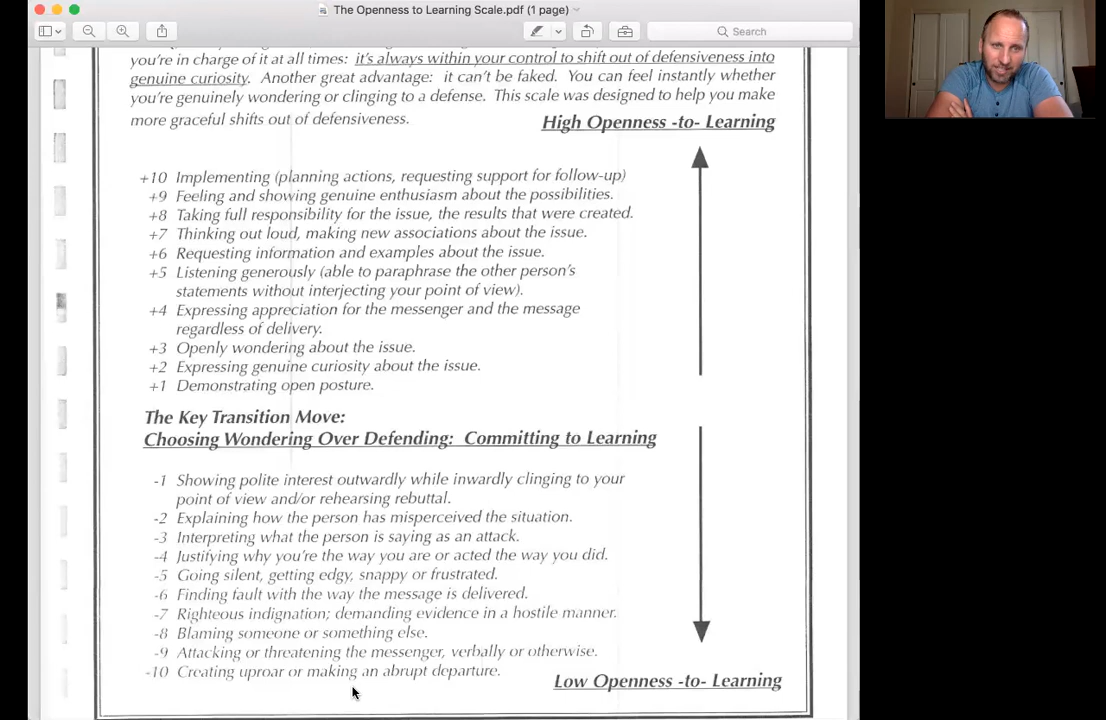 The Openness to Learning Scale.pdf (1 page)
Search
you're in charge of it at all times: it's always within your control to shift out of defensiveness into
genuine curiosity. Another great advantage: it can't be faked. You can feel instantly whether
you're genuinely wondering or clinging to a defense. This scale was designed to help you make
more graceful shifts out of defensiveness.
High Openness -to- Learning
+10 Implementing (planning actions, requesting support for follow-up)
+9 Feeling and showing genuine enthusiasm about the possibilities.
+8 Taking full responsibility for the issue, the results that were created.
+7 Thinking out loud, making new associations about the issue.
+6 Requesting information and examples about the issue.
+5 Listening generously (able to paraphrase the other person's
statements without interjecting your point of view).
+4 Expressing appreciation for the messenger and the message
regardless of delivery.
+3 Openly wondering about the issue.
+2 Expressing genuine curiosity about the issue.
+1 Demonstrating open posture.
The Key Transition Move:
Choosing Wondering Over Defending: Committing to Learning
-1 Showing polite interest outwardly while inwardly clinging to your
point of view and/or rehearsing rebuttal.
-2 Explaining how the person has misperceived the situation.
-3 Interpreting what the person is saying as an attack.
-4 Justifying why you're the way you are or acted the way you did.
-5 Going silent, getting edgy, snappy or frustrated.
-6 Finding fault with the way the message is delivered.
-7 Righteous indignation; demanding evidence in a hostile manner.
-8 Blaming someone or something else.
-9 Attacking or threatening the messenger, verbally or otherwise.
-10 Creating uproar or making an abrupt departure.
Low Openness -to- Learning